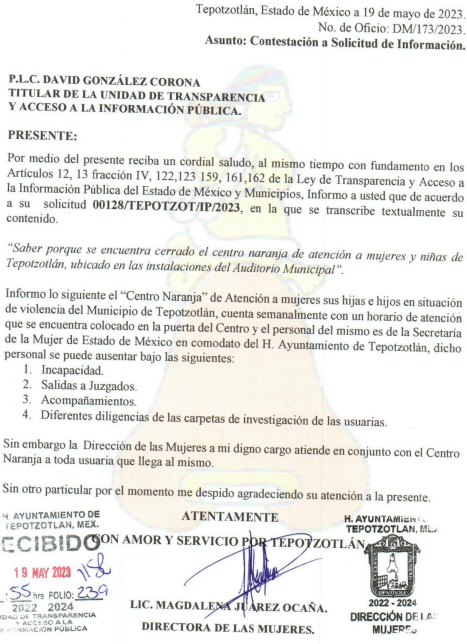 Tepotzotlán, Estado de México a 19 de mayo de 2023.
No. de Oficio: DM/173/2023.
Asunto: Contestación a Solicitud de Información.
P.L.C. DAVID GONZÁLEZ CORONA
TITULAR DE LA UNIDAD DE TRANSPARENCIA
Y ACCESO A LA INFORMACIÓN PÚBLICA.
PRESENTE:
Por medio del presente reciba un cordial saludo, al mismo tiempo con fundamento en los
Artículos 12, 13 fracción IV, 122,123 159, 161,162 de la Ley de Transparencia y Acceso a
la Información Pública del Estado de México y Municipios, Informo a usted que de acuerdo
a su solicitud 00128/TEPOTZOT/IP/2023, en la que se transcribe textualmente su
contenido.
“Saber porque se encuentra cerrado el centro naranja de atención a mujeres y niñas de
Tepotzotlán, ubicado en las instalaciones del Auditorio Municipal”.
Informo lo siguiente el “Centro Naranja” de Atención a mujeres sus hijas e hijos en situación
de violencia del Municipio de Tepotzotlán, cuenta semanalmente con un horario de atención
que se encuentra colocado en la puerta del Centro y el personal del mismo es de la Secretaría
de la Mujer de Estado de México en comodato del H. Ayuntamiento de Tepotzotlán, dicho
personal se puede ausentar bajo las siguientes:
1. Incapacidad.
2. Salidas a Juzgados.
3. Acompañamientos.
4. Diferentes diligencias de las carpetas de investigación de las usuarias.
Sin embargo la Dirección de las Mujeres a mi digno cargo atiende en conjunto con el Centro
Naranja a toda usuaria que llega al mismo.
Sin otro particular por el momento me despido agradeciendo su atención a la presente.
ATENTAMENTE
CON AMOR Y SERVICIO POR TEPOTZOTLÁN
LIC. MAGDALENA JUÁREZ OCAÑA.
DIRECTORA DE LAS MUJERES.
H. AYUNTAMIENTO DE
TEPOTZOTLAN, MEX.
ECIBIDO
19 MAY 2023
:55 hrs FOLIO: 239
2022 2024
DAD DE TRANSPARENCIA
Y ACCESO A LA
INFORMACIÓN PÚBLICA
H. AYUNTAMIEN
TEPOTZOTLAN, M
2022 - 2024
DIRECCIÓN DE LA
MUJERES